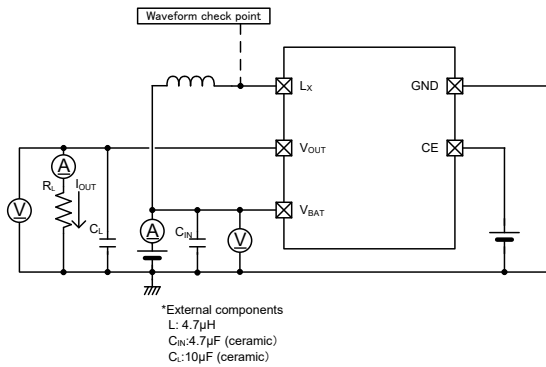 Waveform check point
LX
GND
VOUT
CE
A
RL
IOUT
V
CL
VBAT
A
CIN
V
*External components
L: 4.7μH
CIN:4.7μF (ceramic)
CL:10μF (ceramic)